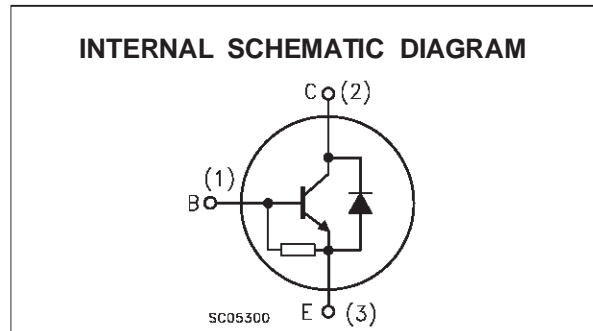 INTERNAL SCHEMATIC DIAGRAM
C (2)
(1)
B
SC05300
E (3)